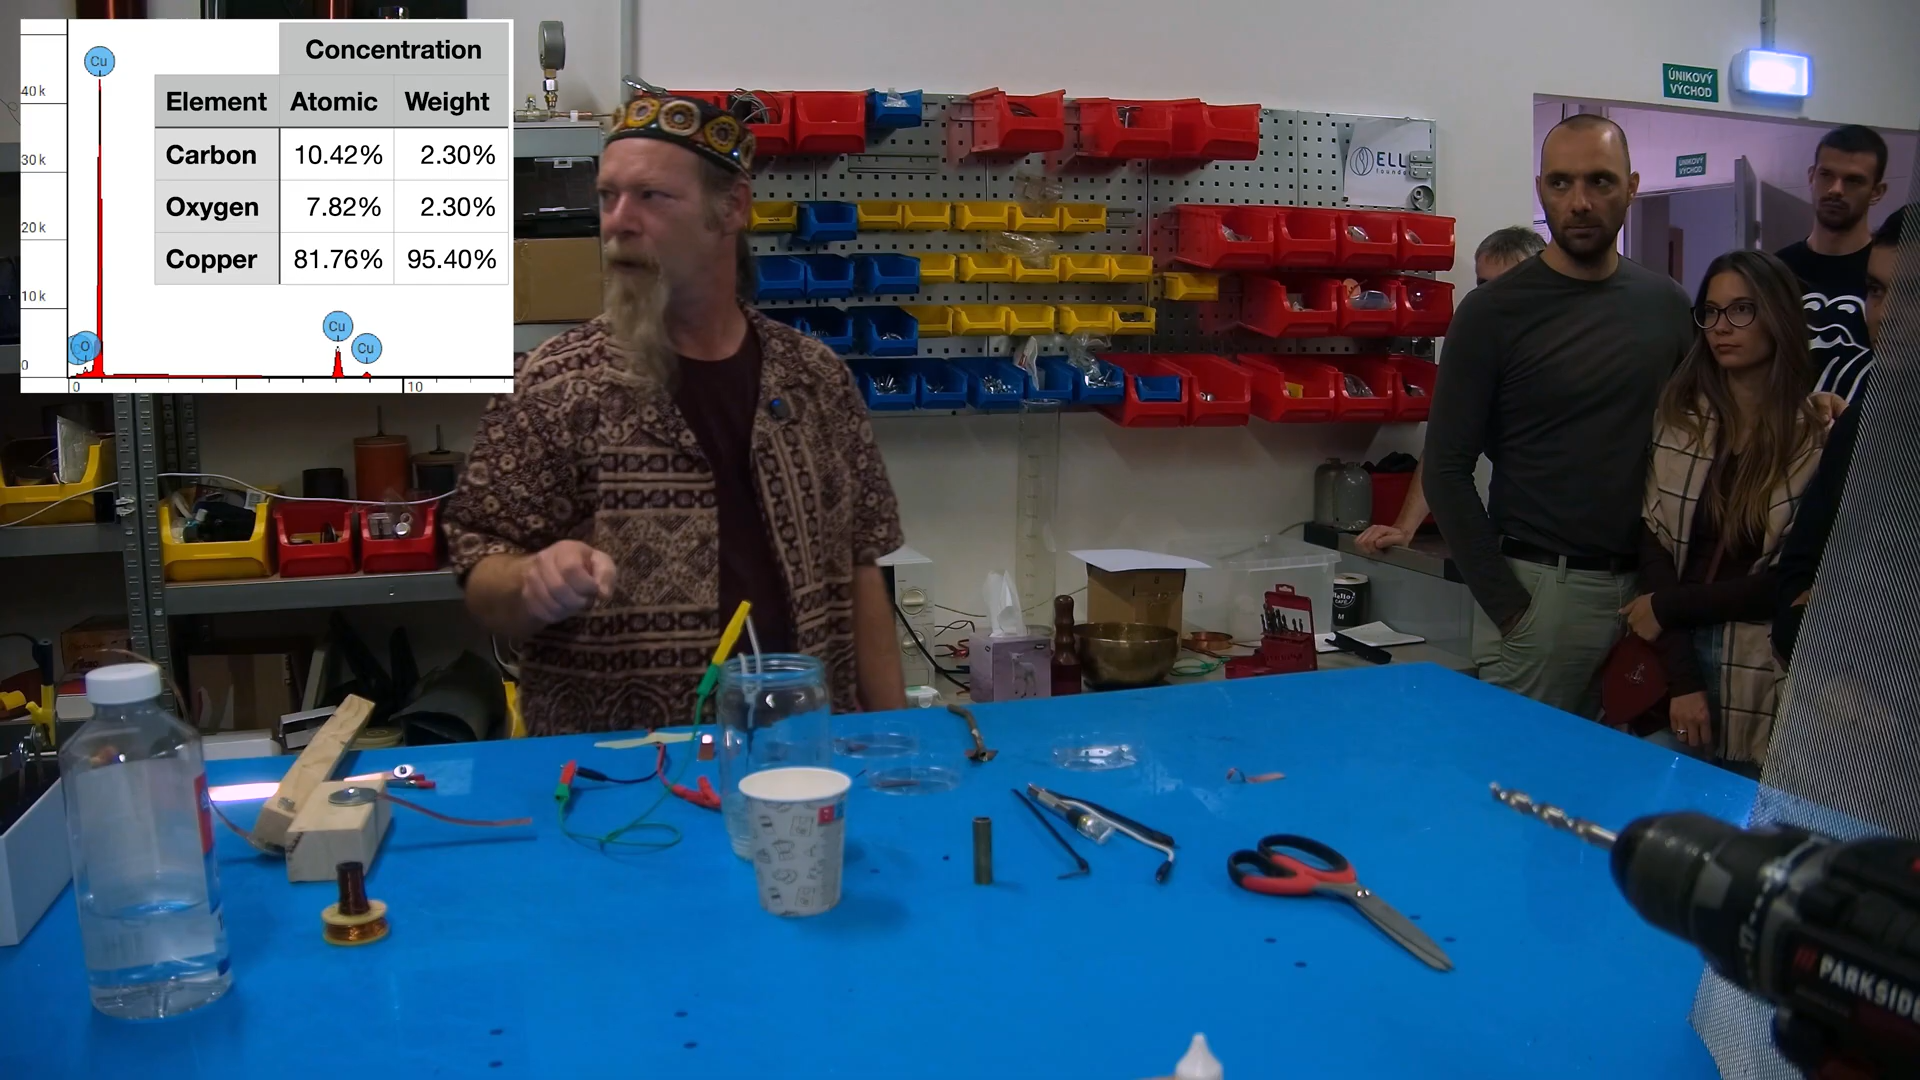 Concentration
Element Atomic Weight
Carbon 10.42% 2.30%
Oxygen 7.82% 2.30%
Copper 81.76% 95.40%
Cu
40 k
30 k
20 k
10 k
0
O
Cu
Cu
0
10
ÚNIKOVÝ
VÝCHOD
ÚNIKOVÝ
VÝCHOD
ELL
PARKSIDE